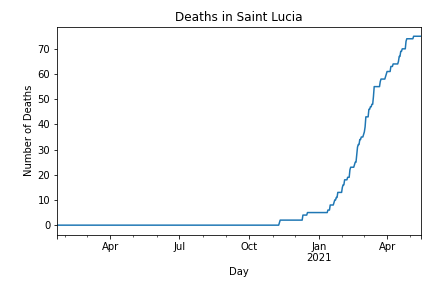 Deaths in Saint Lucia
Number of Deaths
70
60
50
40
30
20
10
0
Apr
Jul
Oct
Jan
2021
Apr
Day